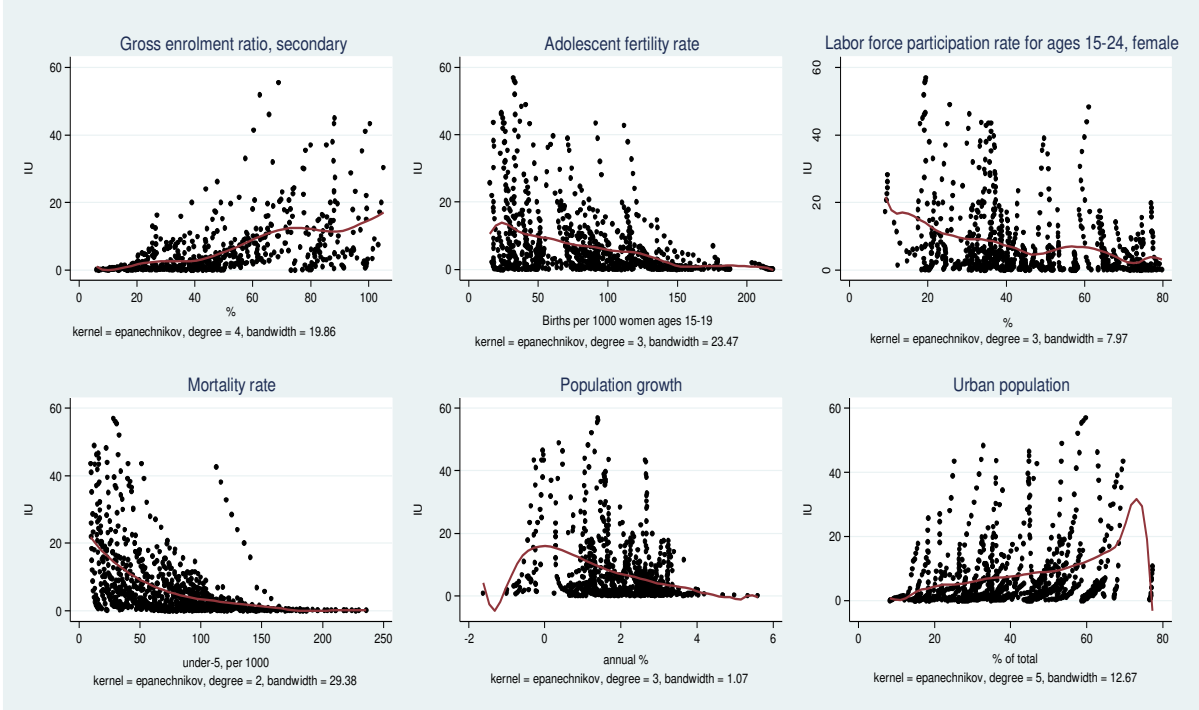 Gross enrolment ratio, secondary
IU
60
40
20
0
0 20 40 60 80 100
%
kernel = epanechnikov, degree = 4, bandwidth = 19.86
Adolescent fertility rate
IU
60
40
20
0
0 50 100 150 200
Births per 1000 women ages 15-19
kernel = epanechnikov, degree = 3, bandwidth = 23.47
Labor force participation rate for ages 15-24, female
IU
60
40
20
0
0 20 40 60 80
%
kernel = epanechnikov, degree = 3, bandwidth = 7.97
Mortality rate
IU
60
40
20
0
0 50 100 150 200 250
under-5, per 1000
kernel = epanechnikov, degree = 2, bandwidth = 29.38
Population growth
IU
60
40
20
0
-2 0 2 4 6
annual %
kernel = epanechnikov, degree = 3, bandwidth = 1.07
Urban population
IU
60
40
20
0
0 20 40 60 80
% of total
kernel = epanechnikov, degree = 5, bandwidth = 12.67